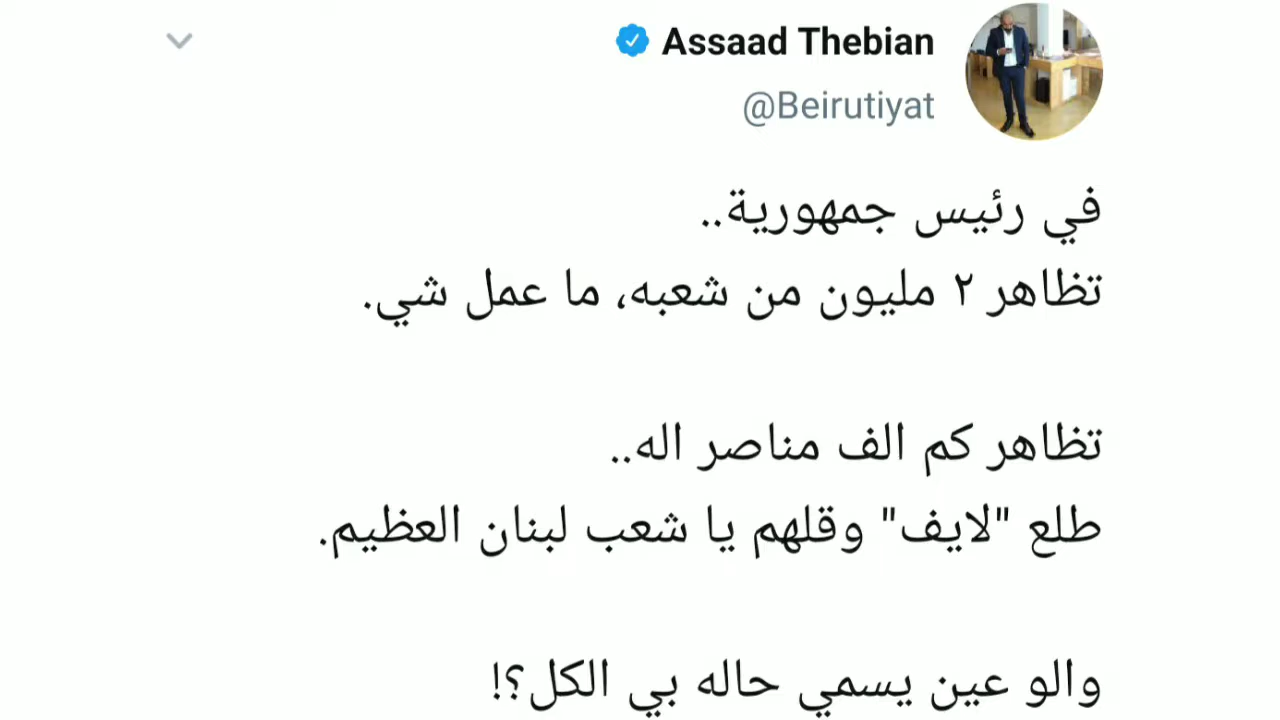 Assaad Thebian
@Beirutiyat
في رئيس جمهورية..
تظاهر ٢ مليون من شعبه، ما عمل شي.
تظاهر كم الف مناصر اله..
طلع "لايف" وقلهم يا شعب لبنان العظيم.
والو عين يسمي حاله بي الكل؟!